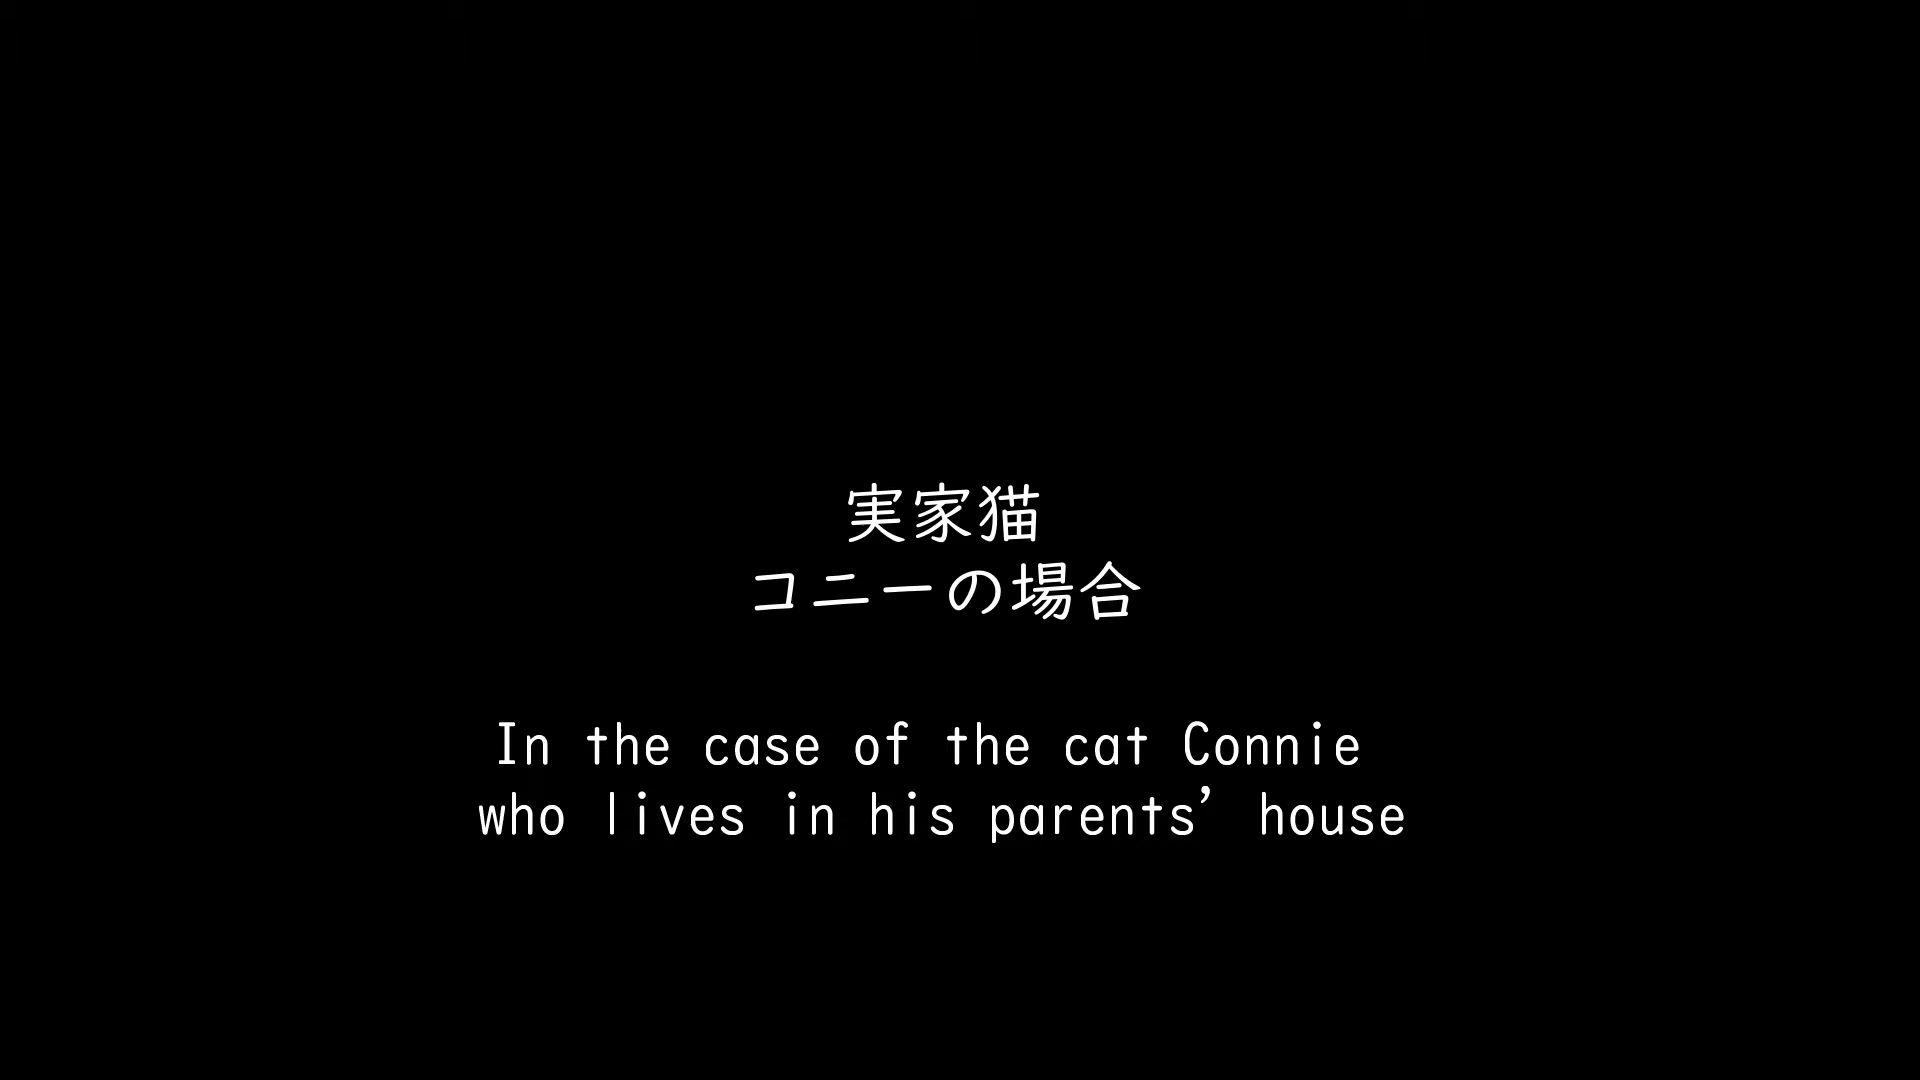 実家猫
コニーの場合
In the case of the cat Connie
who lives in his parents’ house